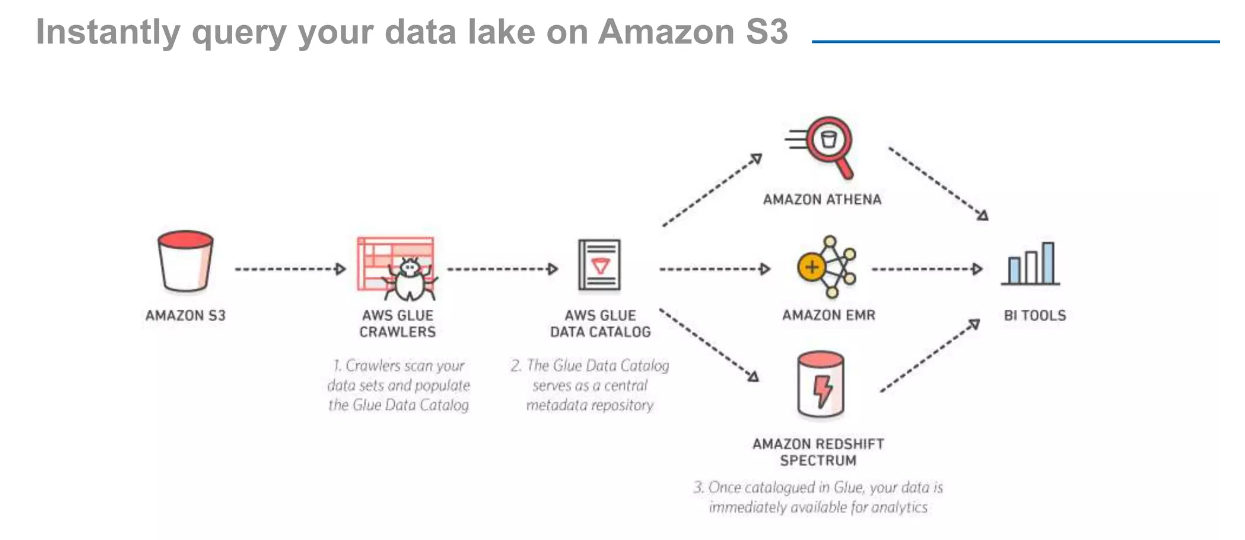 Instantly query your data lake on Amazon S3
AMAZON S3
AWS GLUE
CRAWLERS
1. Crawlers scan your
data sets and populate
the Glue Data Catalog
AWS GLUE
DATA CATALOG
2. The Glue Data Catalog
serves as a central
metadata repository
AMAZON ATHENA
AMAZON EMR
AMAZON REDSHIFT
SPECTRUM
3. Once catalogued in Glue, your data is
immediately available for analytics
BI TOOLS